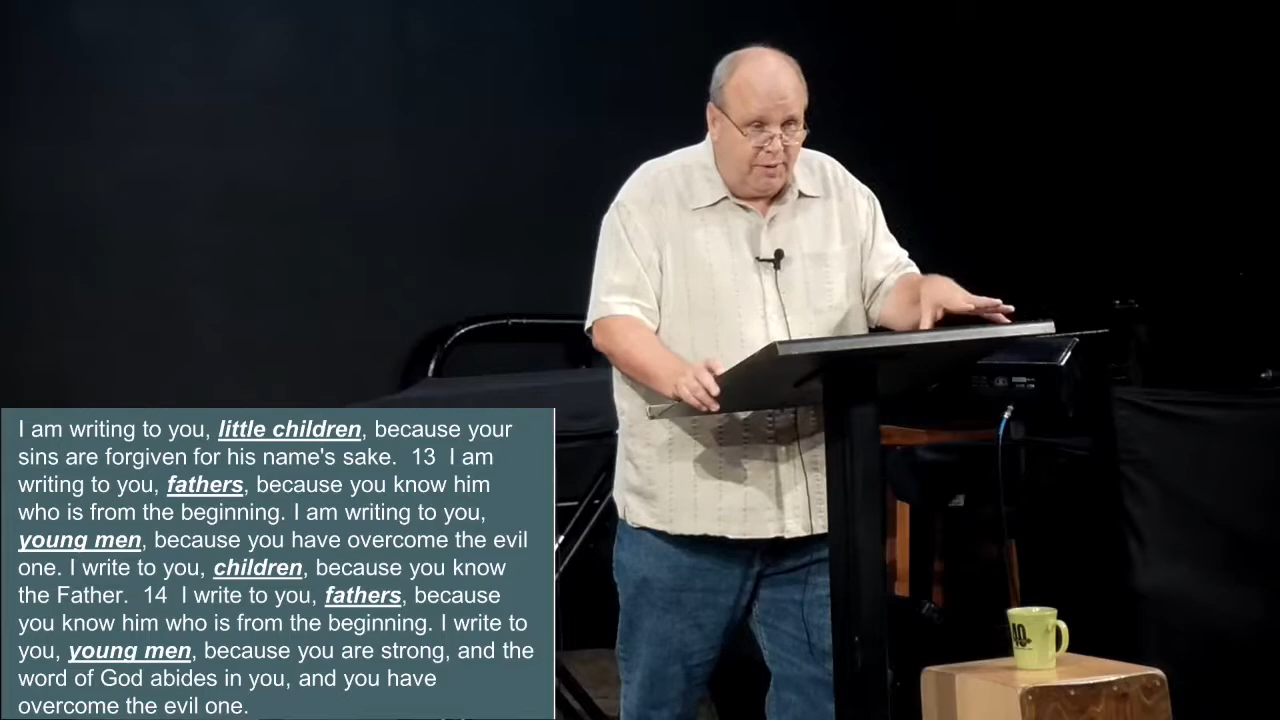 I am writing to you, little children, because your
sins are forgiven for his name's sake.  13  I am
writing to you, fathers, because you know him
who is from the beginning. I am writing to you,
young men, because you have overcome the evil
one. I write to you, children, because you know
the Father.  14  I write to you, fathers, because
you know him who is from the beginning. I write to
you, young men, because you are strong, and the
word of God abides in you, and you have
overcome the evil one.
40